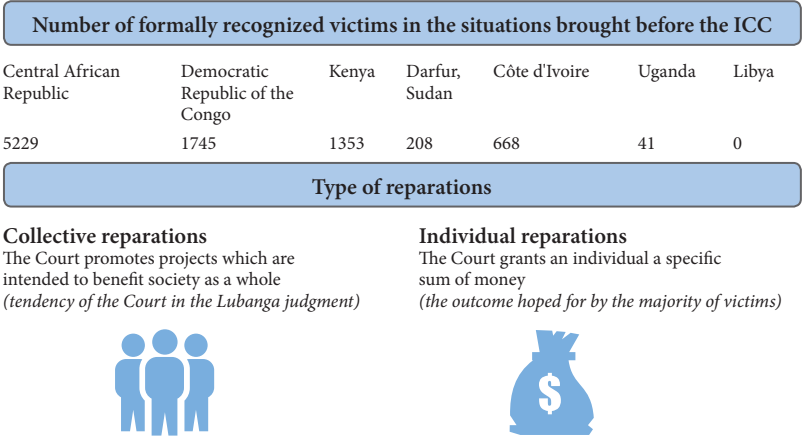 Number of formally recognized victims in the situations brought before the ICC
Central African Republic
Democratic Republic of the Congo
Kenya
Darfur, Sudan
Côte d'Ivoire
Uganda
Libya
5229 1745 1353 208 668 41 0
Type of reparations
Collective reparations
The Court promotes projects which are
intended to benefit society as a whole
(tendency of the Court in the Lubanga judgment)
Individual reparations
The Court grants an individual a specific
sum of money
(the outcome hoped for by the majority of victims)
$